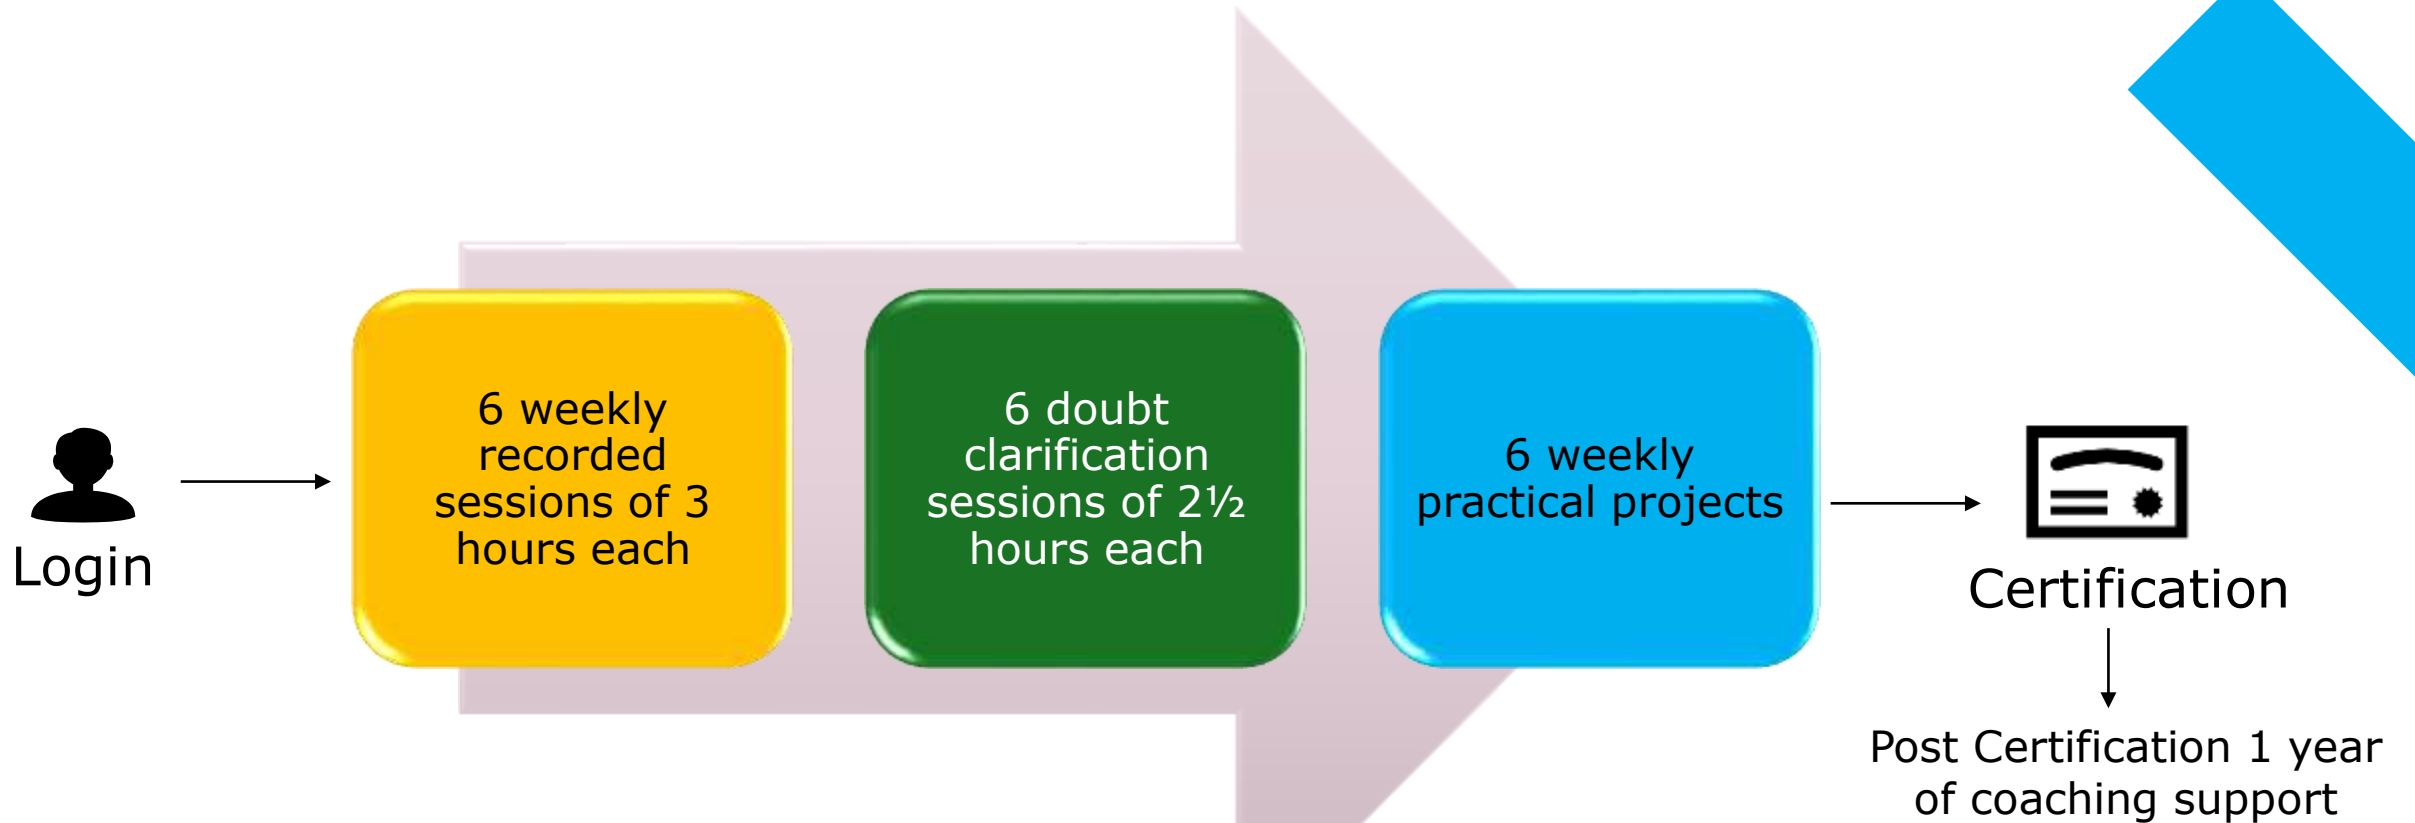 Login
6 weekly
recorded
sessions of 3
hours each
6 doubt
clarification
sessions of 2½
hours each
6 weekly
practical projects
Certification
Post Certification 1 year
of coaching support